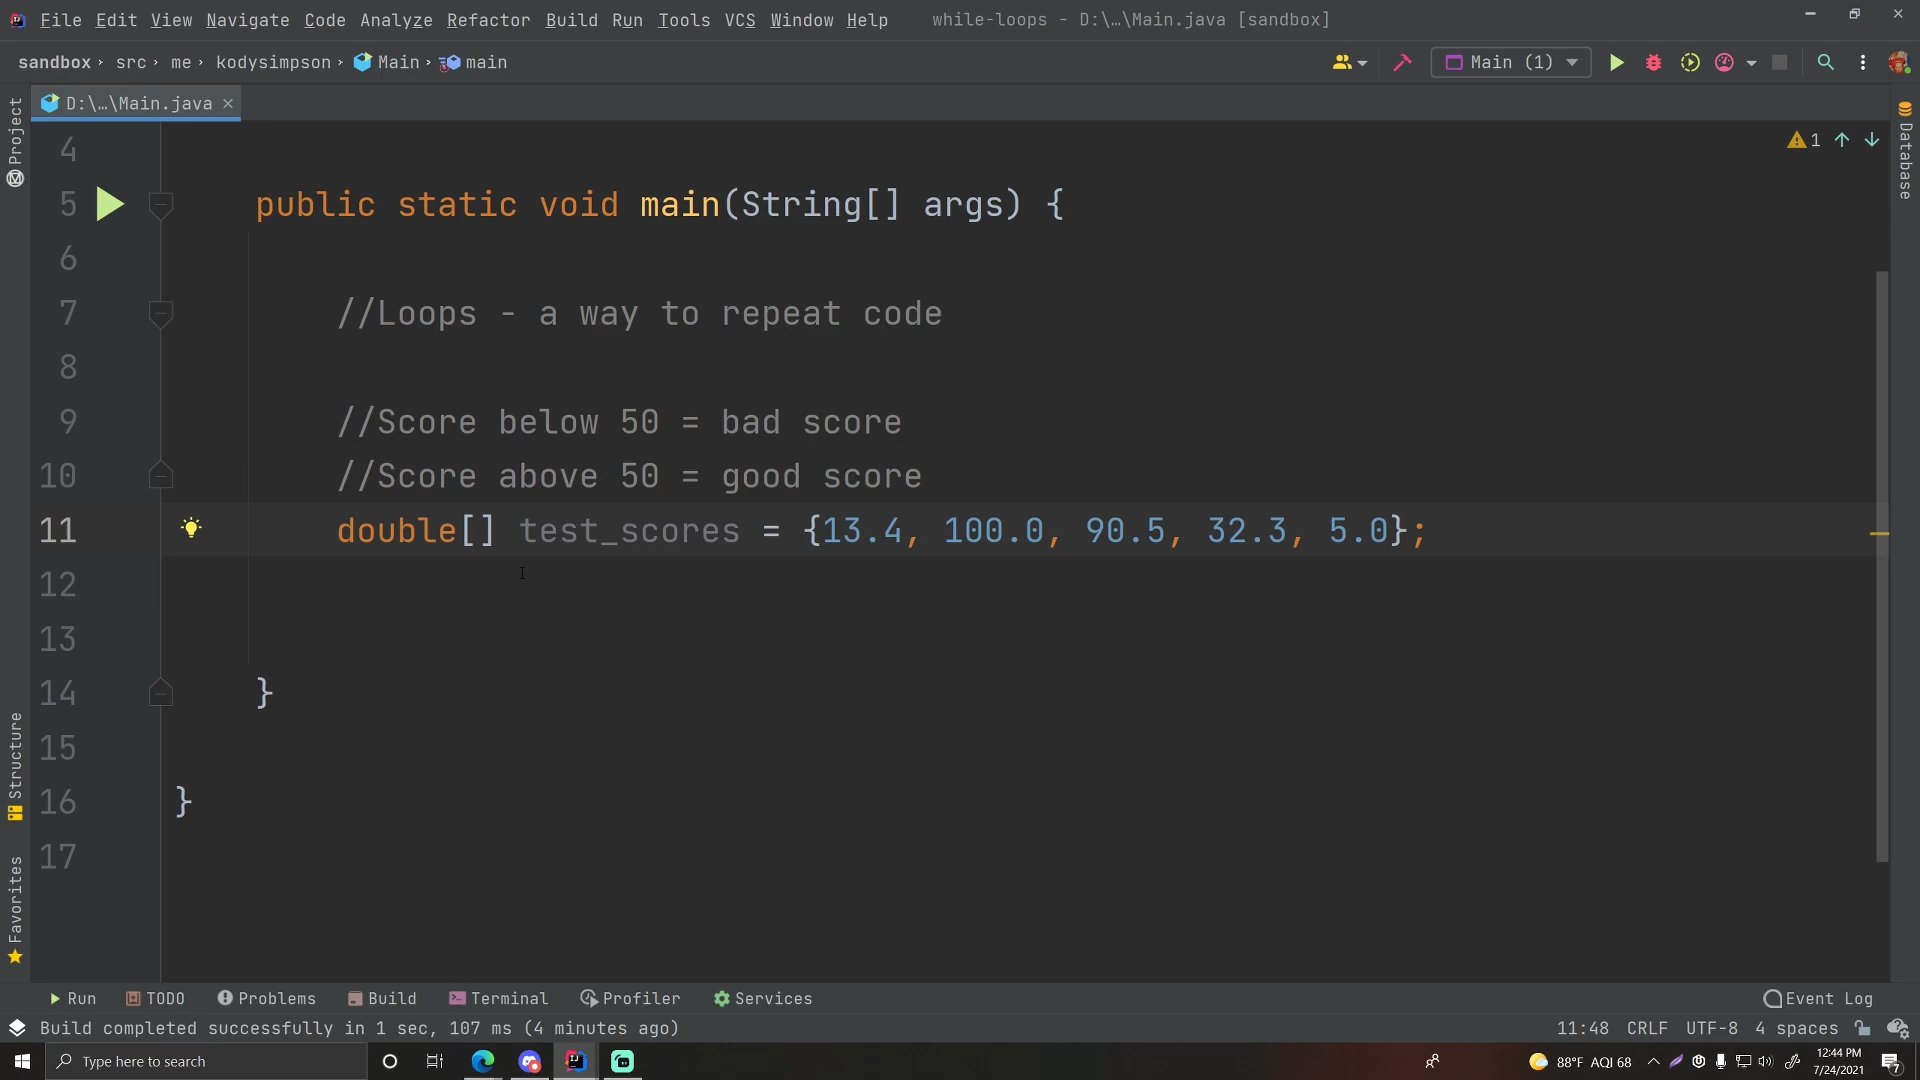 File Edit View Navigate Code Analyze Refactor Build Run Tools VCS Window Help while-loops - D:\...\Main.java [sandbox]
sandbox › src › me › kodysimpson › Main › main Main (1)
D:\...\Main.java ×
Project
Database
Structure
Favorites
1
4
5 public static void main(String[] args) {
6
7 //Loops - a way to repeat code
8
9 //Score below 50 = bad score
10 //Score above 50 = good score
11 double[] test_scores = {13.4, 100.0, 90.5, 32.3, 5.0};
12
13
14 }
15
16 }
17
Run TODO Problems Build Terminal Profiler Services Event Log
Build completed successfully in 1 sec, 107 ms (4 minutes ago) 11:48 CRLF UTF-8 4 spaces
Type here to search 88°F AQI 68 12:44 PM
7/24/2021 7